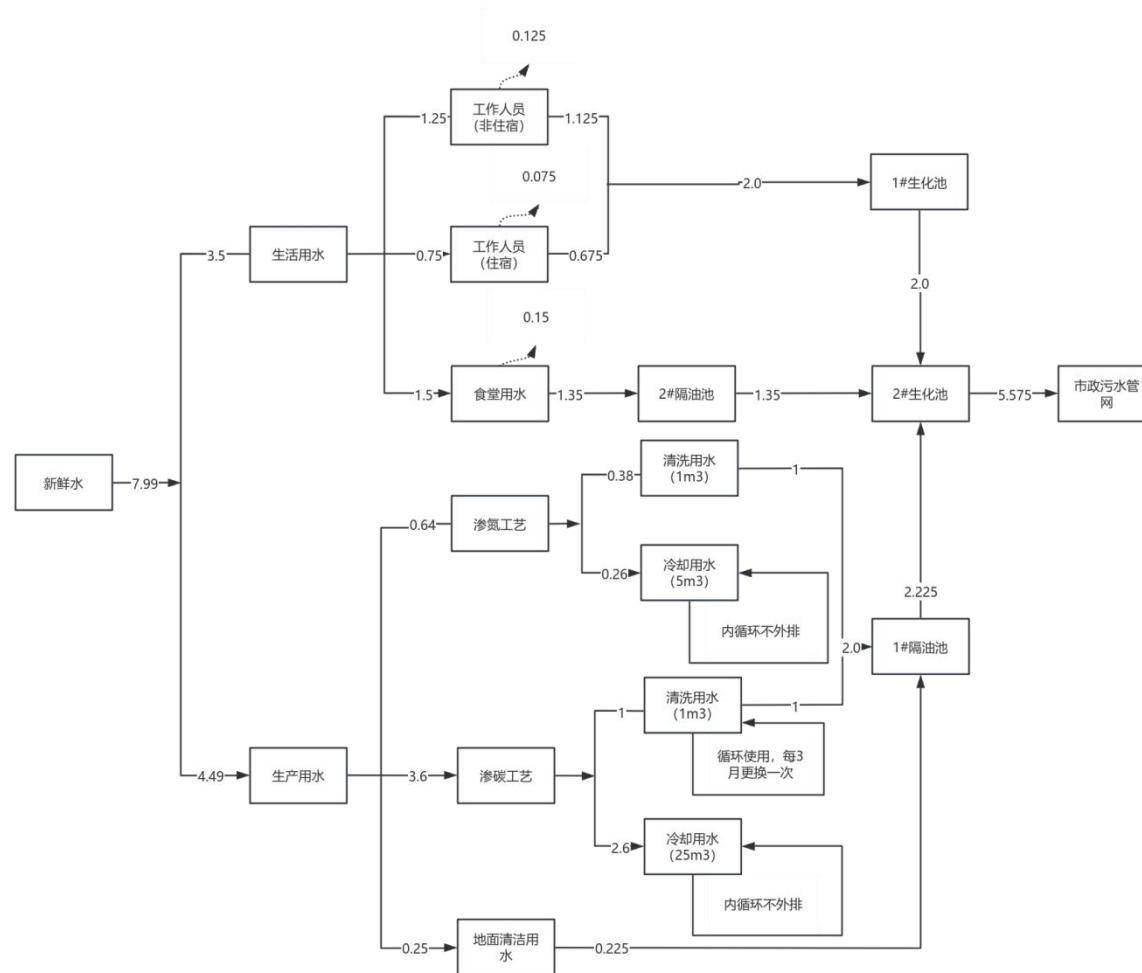 0.125
工作人员
（非住宿）
1.25
1.125
0.075
2.0
1#生化池
3.5
生活用水
0.75
工作人员
（住宿）
0.675
2.0
0.15
1.5
食堂用水
1.35
2#隔油池
1.35
2#生化池
5.575
市政污水管
网
新鲜水
7.99
清洗用水
（1m3）
0.38
1
0.64
渗氮工艺
冷却用水
（5m3）
0.26
内循环不外排
2.225
2.0
1#隔油池
清洗用水
（1m3）
1
1
循环使用，每3
月更换一次
4.49
生产用水
3.6
渗碳工艺
冷却用水
（25m3）
2.6
内循环不外排
0.25
地面清洁用
水
0.225